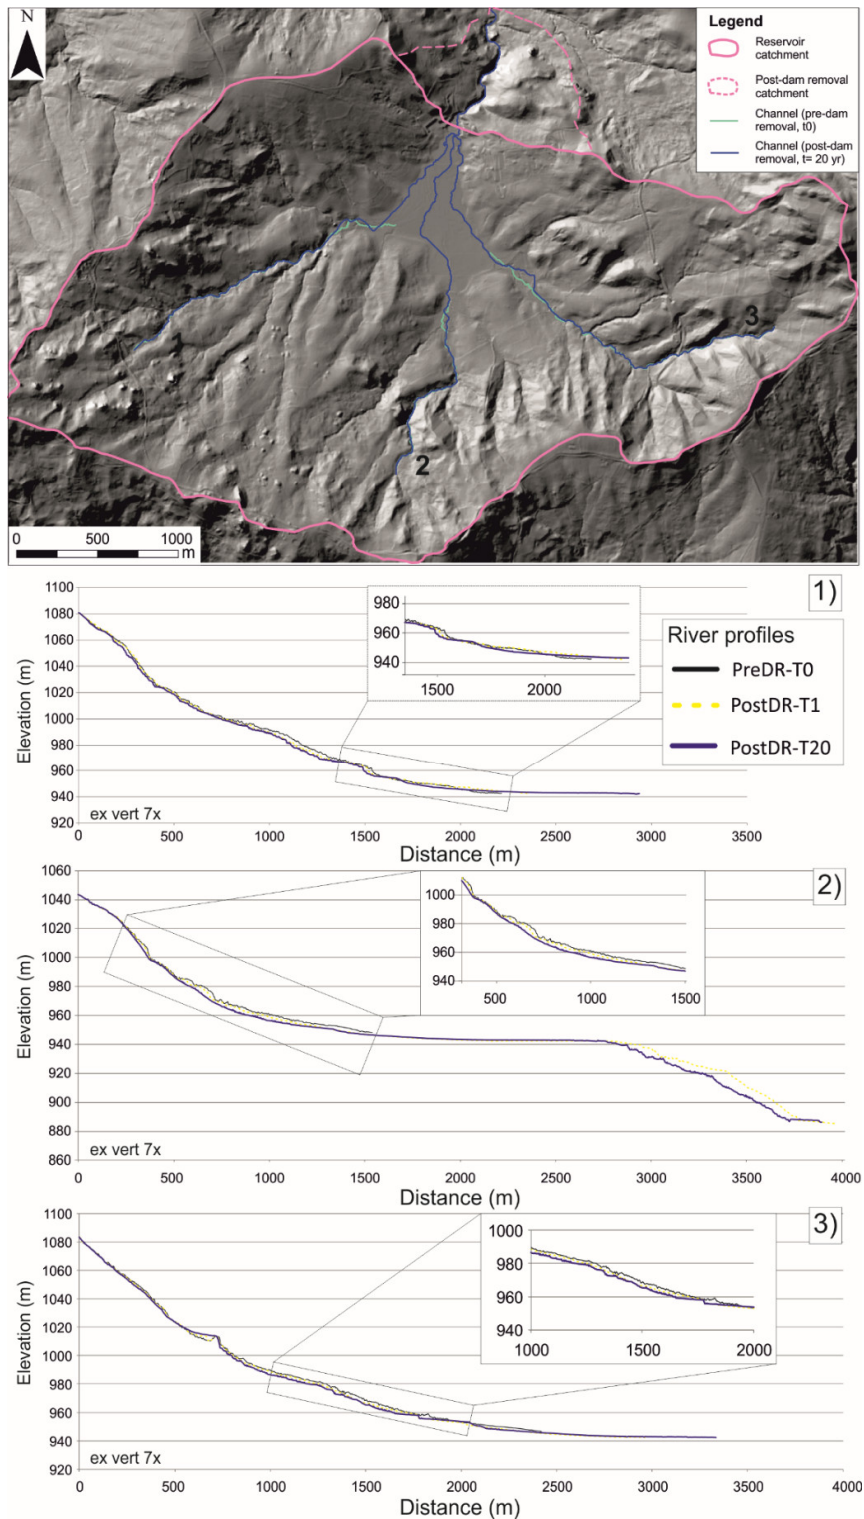 N
Legend
Reservoir
catchment
Post-dam removal
catchment
Channel (pre-dam
removal, t0)
Channel (post-dam
removal, t= 20 yr)
3
2
0 500 1000
m
1)
1100
1080
1060
1040
1020
1000
980
960
940
920
Elevation (m)
980
960
940
1500 2000
River profiles
PreDR-T0
PostDR-T1
PostDR-T20
ex vert 7x
0 500 1000 1500 2000 2500 3000 3500
Distance (m)
2)
1060
1040
1020
1000
980
960
940
920
900
880
860
Elevation (m)
1000
980
960
940
500 1000 1500
ex vert 7x
0 500 1000 1500 2000 2500 3000 3500 4000
Distance (m)
3)
1100
1080
1060
1040
1020
1000
980
960
940
920
Elevation (m)
1000
980
960
940
1000 1500 2000
ex vert 7x
0 500 1000 1500 2000 2500 3000 3500 4000
Distance (m)